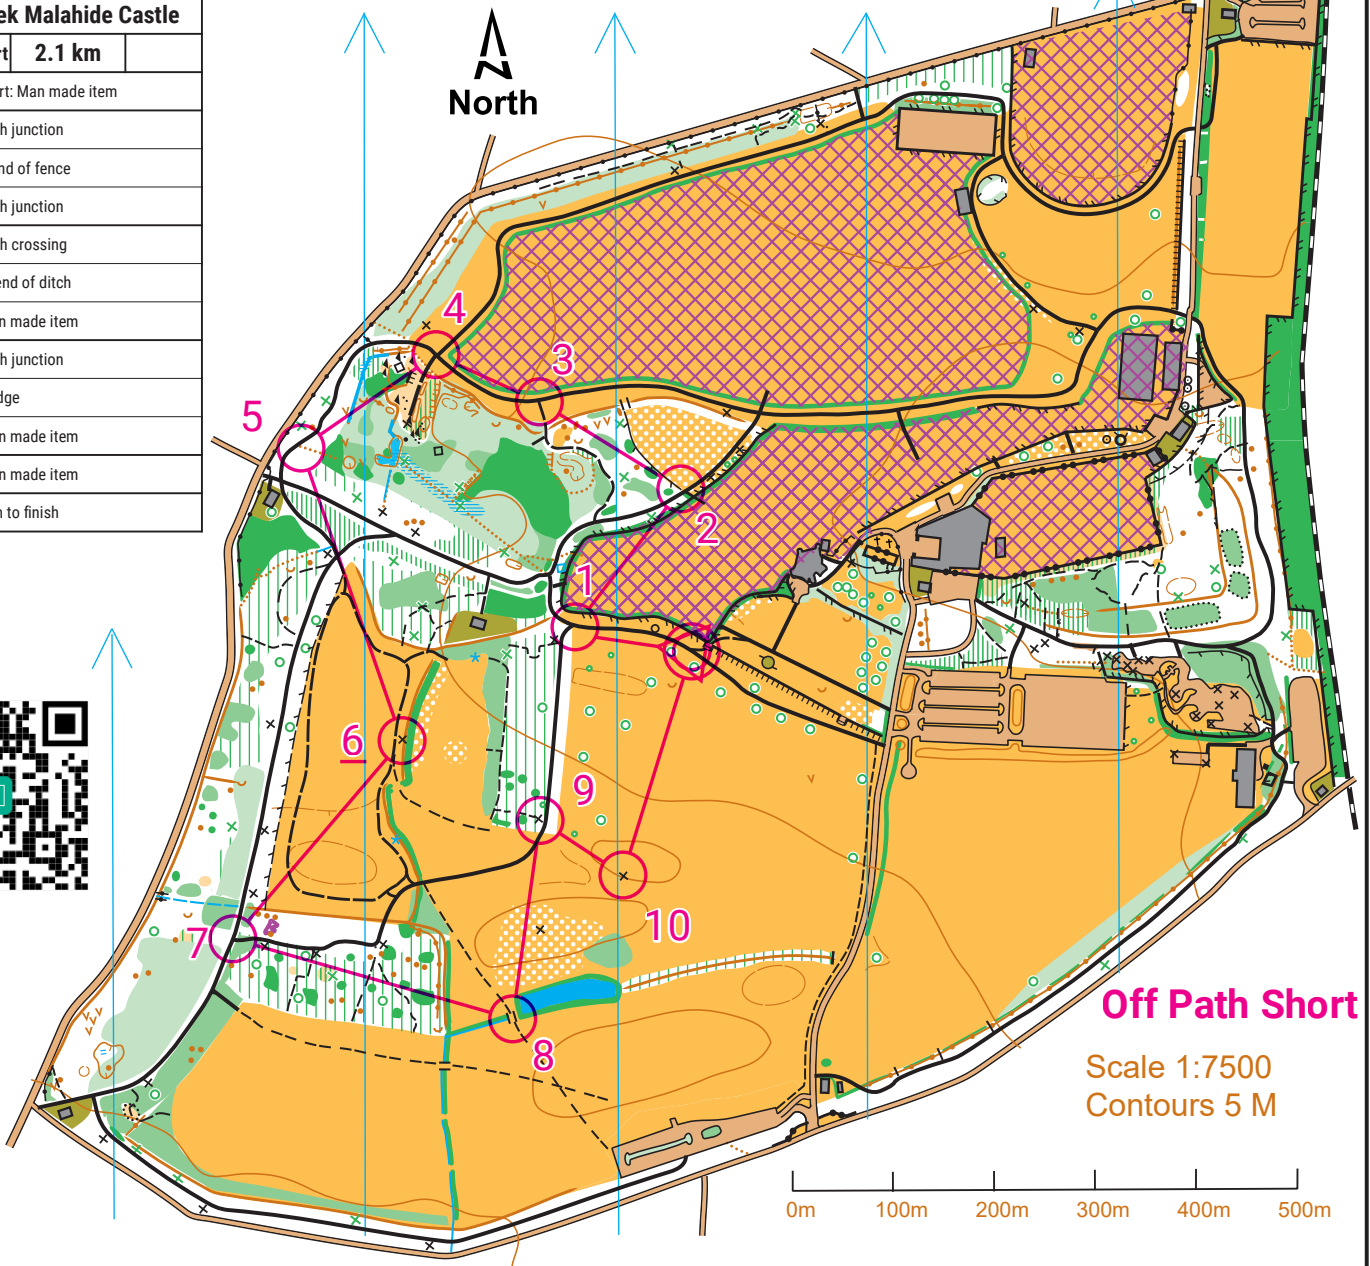 ek Malahide Castle
rt 2.1 km
rt: Man made item
h junction
nd of fence
h junction
h crossing
end of ditch
n made item
h junction
dge
n made item
n made item
n to finish
North
4
3
5
2
1
6
9
10
7
8
Off Path Short
Scale 1:7500
Contours 5 M
0m 100m 200m 300m 400m 500m